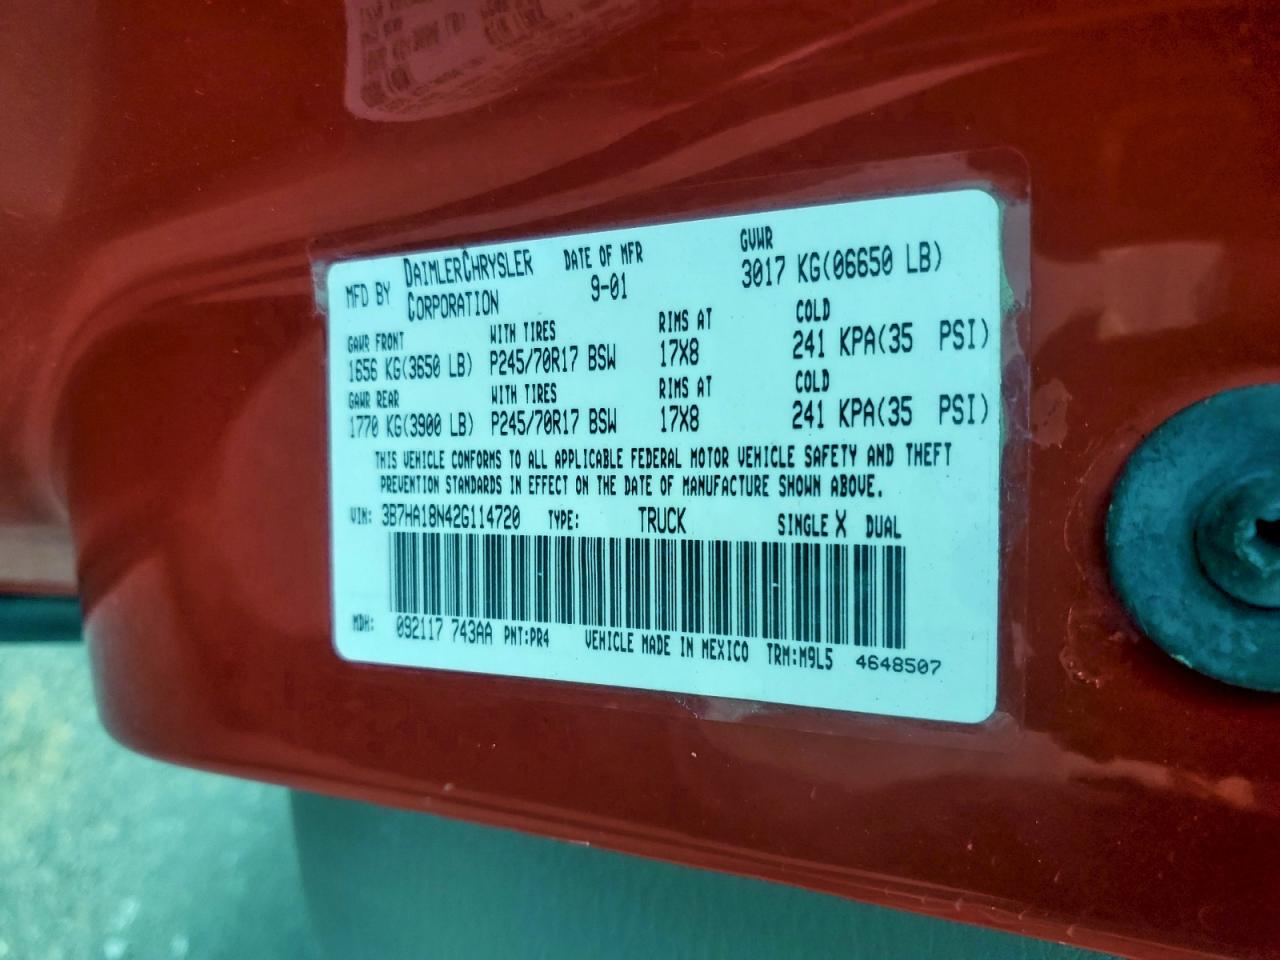 MFD BY DAIMLERCHRYSLER CORPORATION DATE OF MFR 9-01 GVWR 3017 KG(06650 LB)
GAWR FRONT WITH TIRES RIMS AT COLD
1656 KG(3650 LB) P245/70R17 BSW 17X8 241 KPA(35 PSI)
GAWR REAR WITH TIRES RIMS AT COLD
1770 KG(3900 LB) P245/70R17 BSW 17X8 241 KPA(35 PSI)
THIS VEHICLE CONFORMS TO ALL APPLICABLE FEDERAL MOTOR VEHICLE SAFETY AND THEFT
PREVENTION STANDARDS IN EFFECT ON THE DATE OF MANUFACTURE SHOWN ABOVE.
VIN: 3B7HA18N42G114720 TYPE: TRUCK SINGLE X DUAL
MDH: 092117 743AA PNT:PR4 VEHICLE MADE IN MEXICO TRM:M9L5 4648507